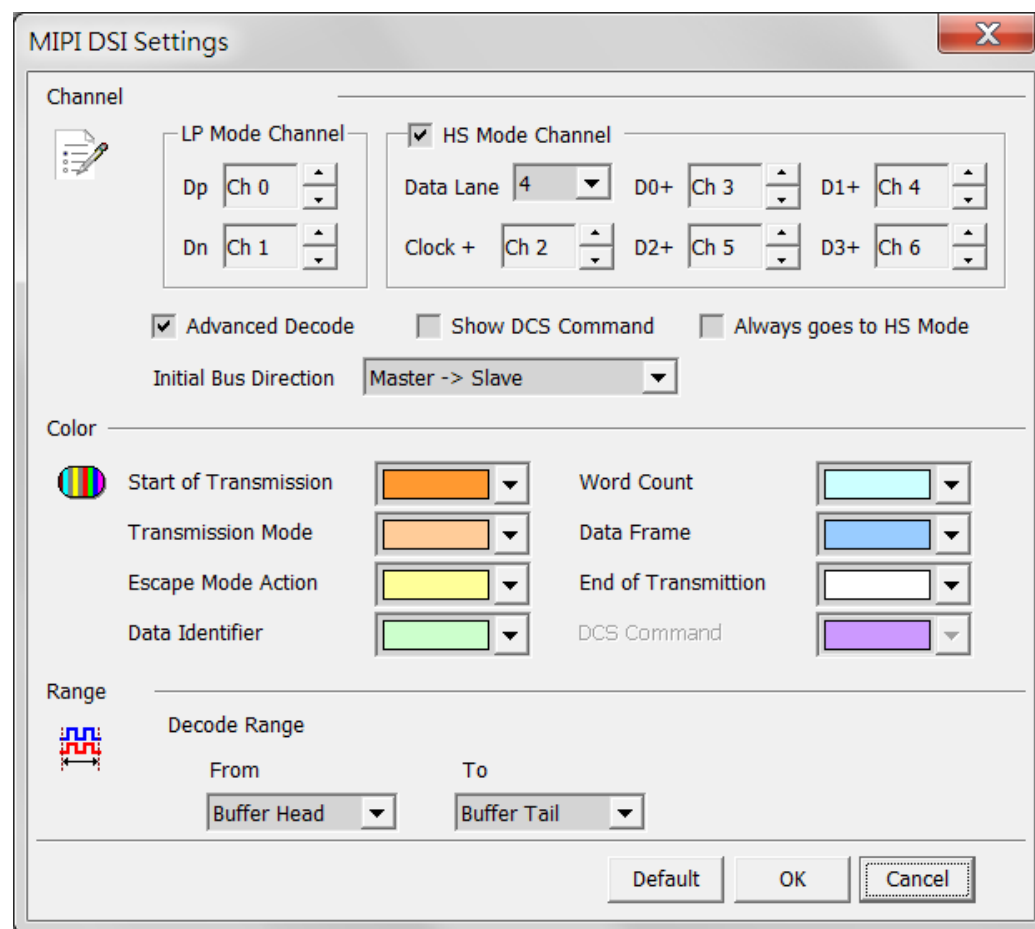 MIPI DSI Settings
Channel
LP Mode Channel
HS Mode Channel
Dp Ch 0
Data Lane 4 D0+ Ch 3 D1+ Ch 4
Dn Ch 1
Clock + Ch 2 D2+ Ch 5 D3+ Ch 6
Advanced Decode Show DCS Command Always goes to HS Mode
Initial Bus Direction Master -> Slave
Color
Start of Transmission Word Count
Transmission Mode Data Frame
Escape Mode Action End of Transmittion
Data Identifier DCS Command
Range
Decode Range
From To
Buffer Head Buffer Tail
Default OK Cancel